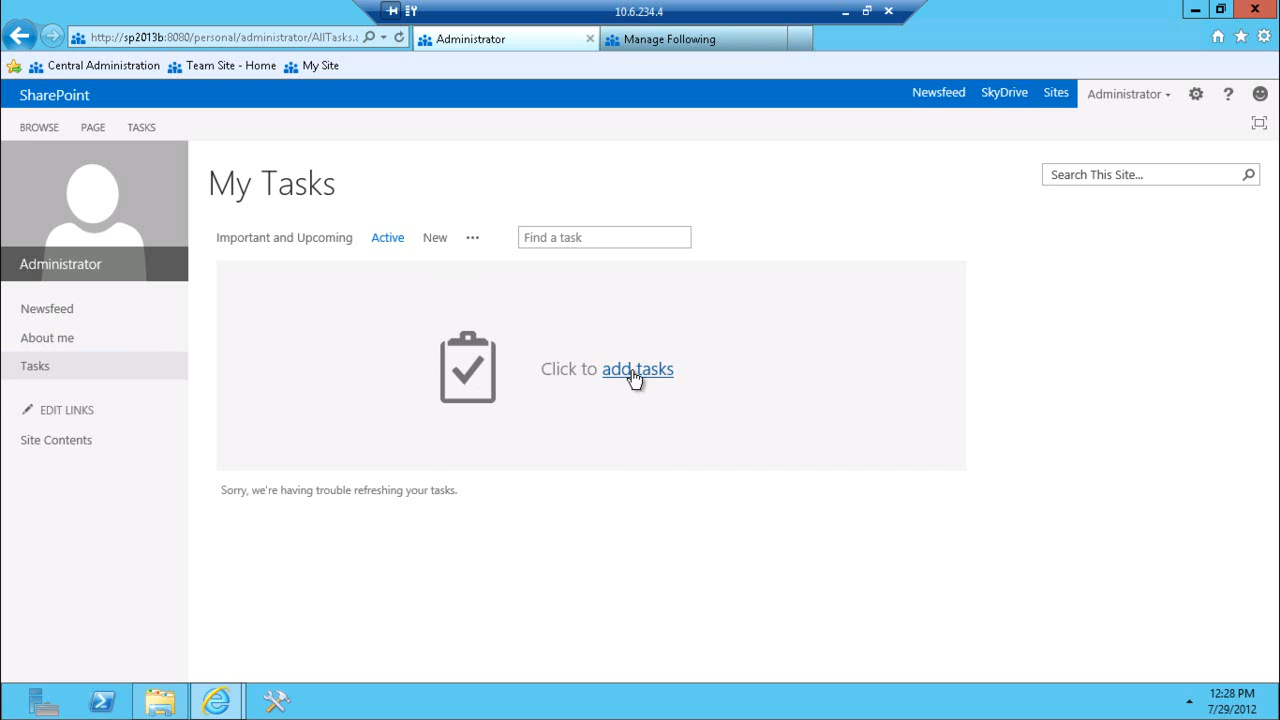 10.6.234.4
http://sp2013b:8080/personal/administrator/AllTasks.a
Administrator
Manage Following
Central Administration
Team Site - Home
My Site
SharePoint
Newsfeed
SkyDrive
Sites
Administrator
?
BROWSE
PAGE
TASKS
My Tasks
Search This Site...
Important and Upcoming
Active
New
•••
Find a task
Administrator
Newsfeed
About me
Tasks
EDIT LINKS
Site Contents
Click to add tasks
Sorry, we're having trouble refreshing your tasks.
12:28 PM
7/29/2012